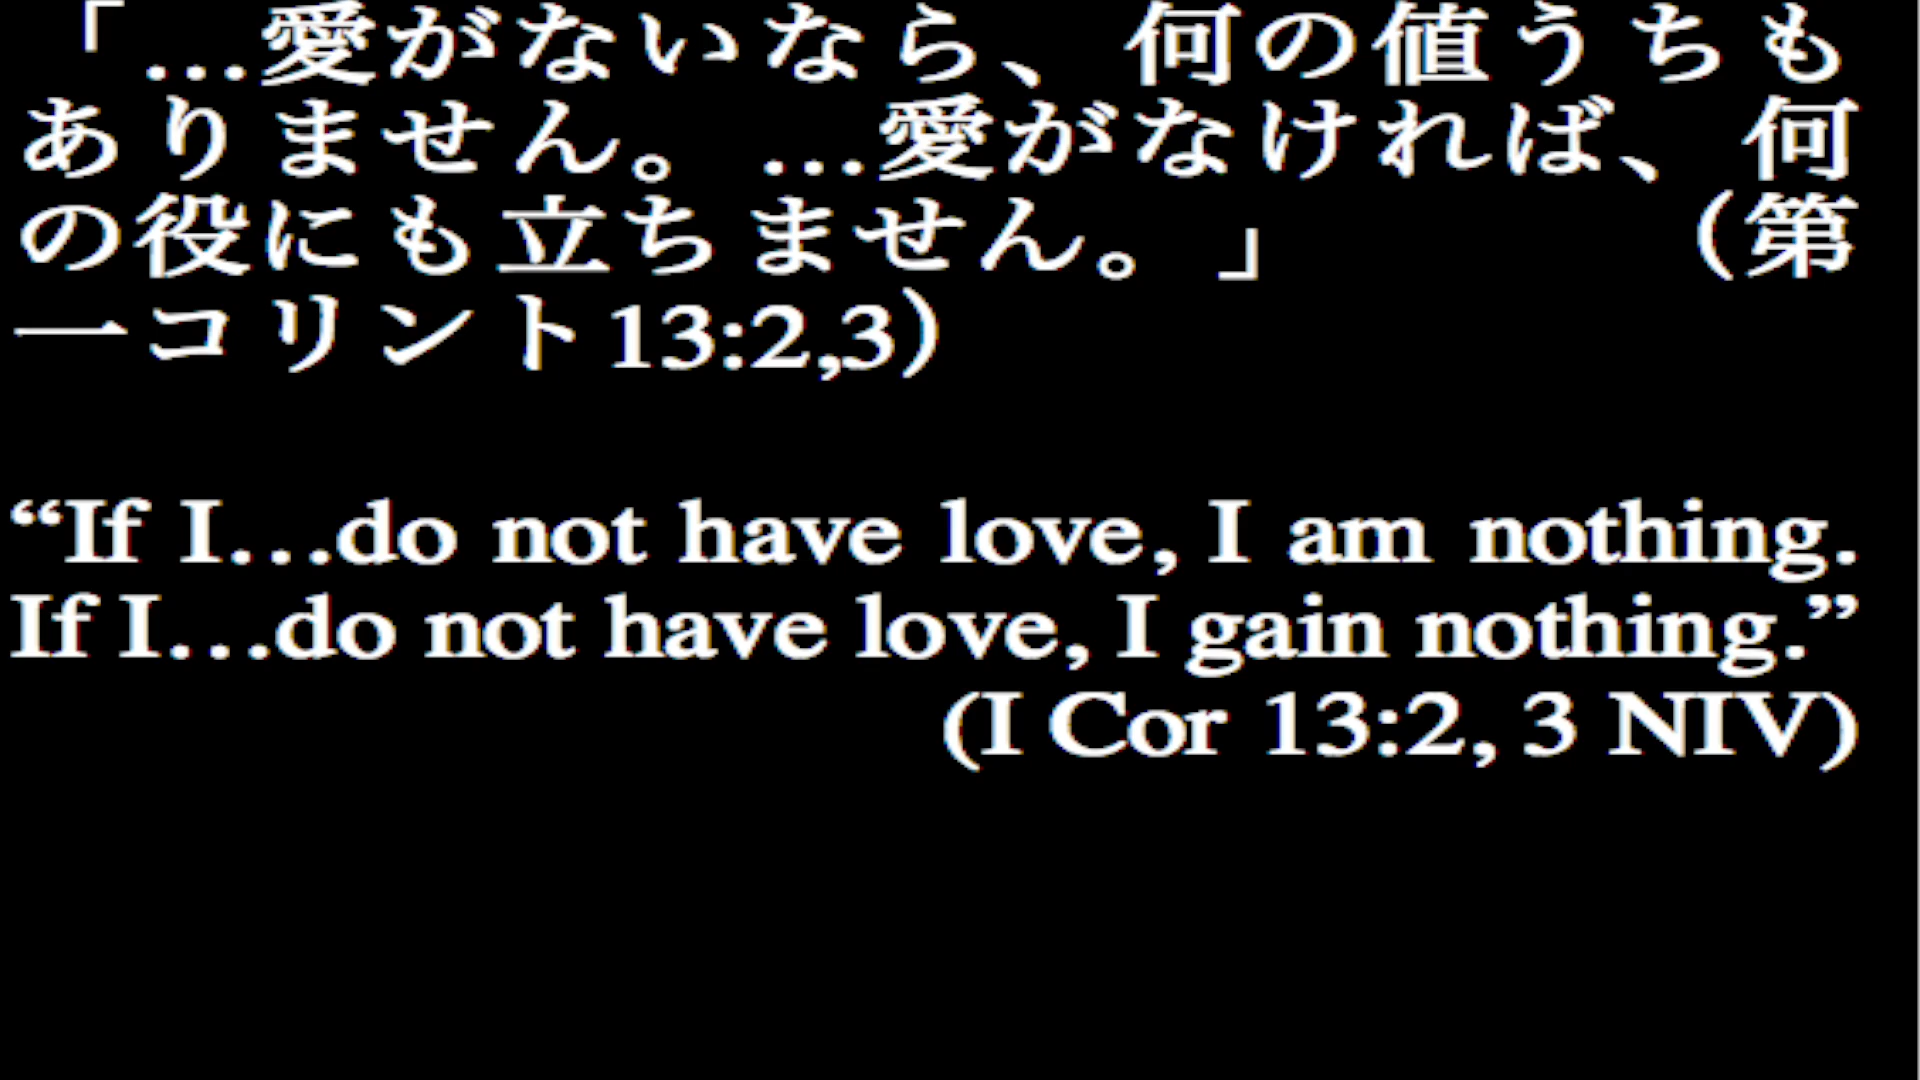 「…愛がないなら、何の値うちも
ありません。…愛がなければ、何
の役にも立ちません。」 （第
一コリント13:2,3）
“If I…do not have love, I am nothing.
If I…do not have love, I gain nothing.”
(I Cor 13:2, 3 NIV)